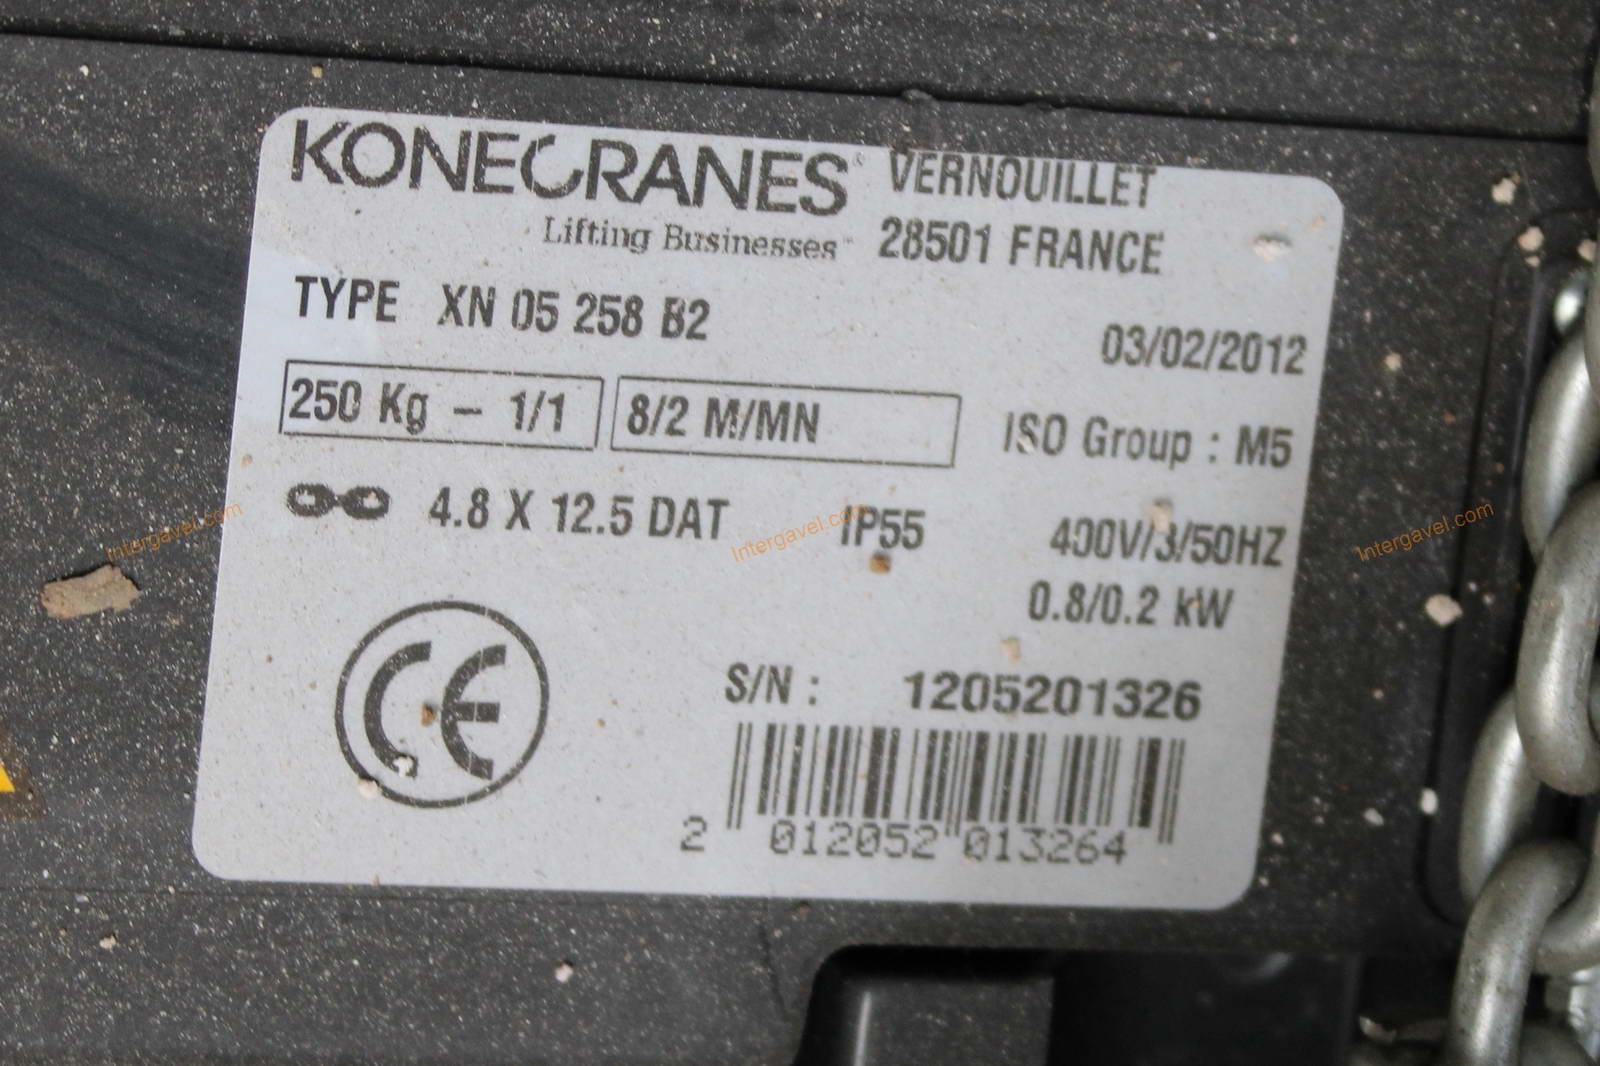 KONECRANES® VERNOUILLET
Lifting Businesses™ 28501 FRANCE
TYPE XN 05 258 B2
03/02/2012
250 Kg - 1/1 8/2 M/MN ISO Group : M5
4.8 X 12.5 DAT IP55 400V/3/50HZ
0.8/0.2 kW
CE
S/N : 1205201326
2 012052 013264
Intergavel.com
Intergavel.com
Intergavel.com